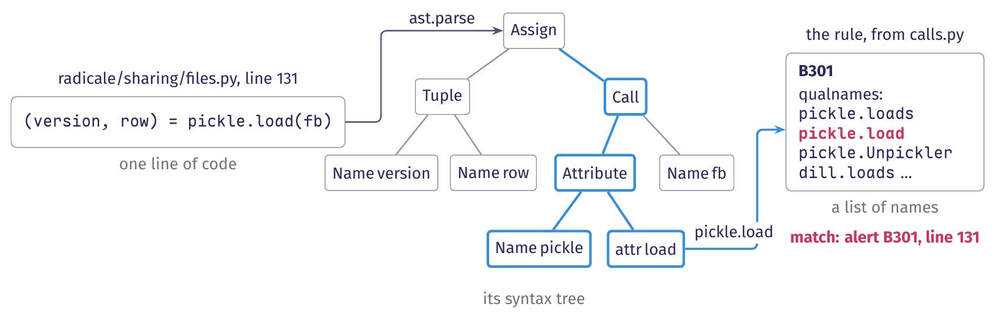 ast.parse
Assign
the rule, from calls.py
radicale/sharing/files.py, line 131
(version, row) = pickle.load(fb)
one line of code
Tuple
Call
Name version
Name row
Attribute
Name fb
Name pickle
attr load
its syntax tree
pickle.load
B301
qualnames:
pickle.loads
pickle.load
pickle.Unpickler
dill.loads ...
a list of names
match: alert B301, line 131